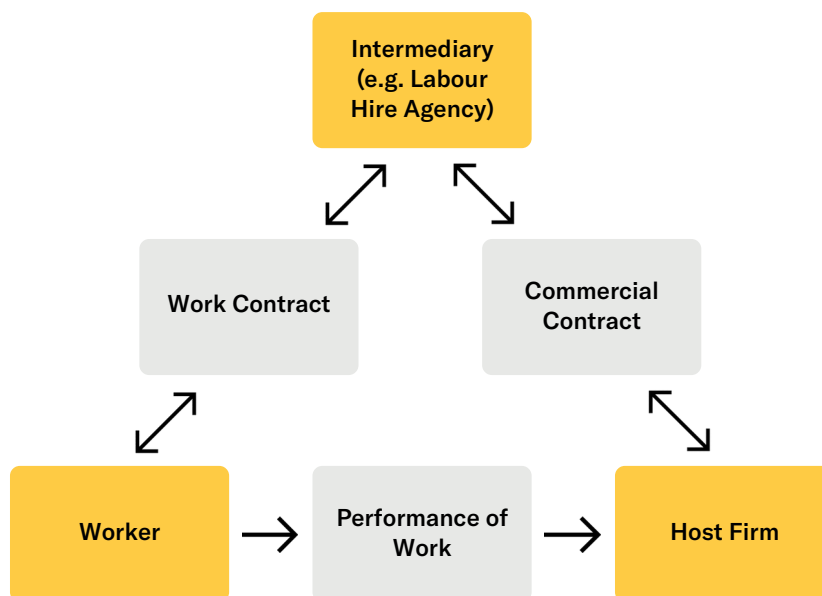 Intermediary
(e.g. Labour
Hire Agency)
Work Contract
Commercial
Contract
Worker
Performance of
Work
Host Firm